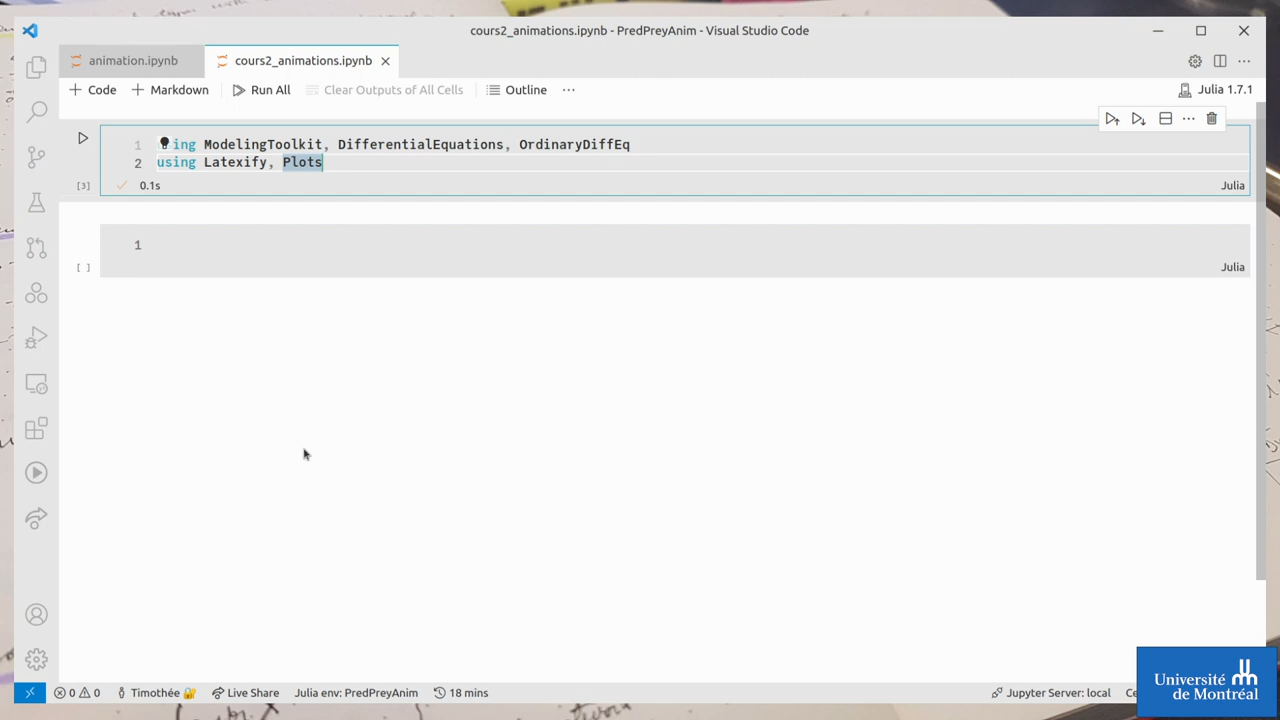 cours2_animations.ipynb - PredPreyAnim - Visual Studio Code
animation.ipynb
cours2_animations.ipynb
Code
Markdown
Run All
Clear Outputs of All Cells
Outline
Julia 1.7.1
1 ing ModelingToolkit, DifferentialEquations, OrdinaryDiffEq
2 using Latexify, Plots
[3] 0.1s Julia
1
[ ] Julia
0 0 Timothée Live Share Julia env: PredPreyAnim 18 mins Jupyter Server: local Ce
Université
de Montréal